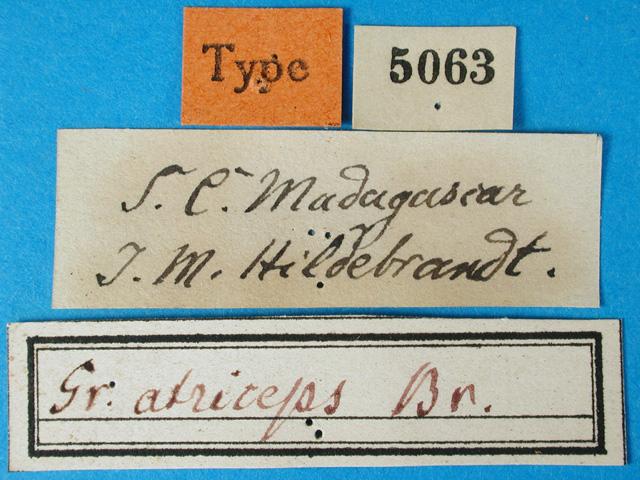 Type
5063
S. C. Madagascar
J. M. Hildebrandt.
Gr. atriceps Br.